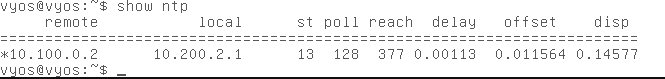 vyos@vyos:~$ show ntp
     remote           local      st poll reach  delay   offset    disp
=======================================================================
*10.100.0.2      10.200.2.1      13  128  377 0.00113  0.011564 0.14577
vyos@vyos:~$ _